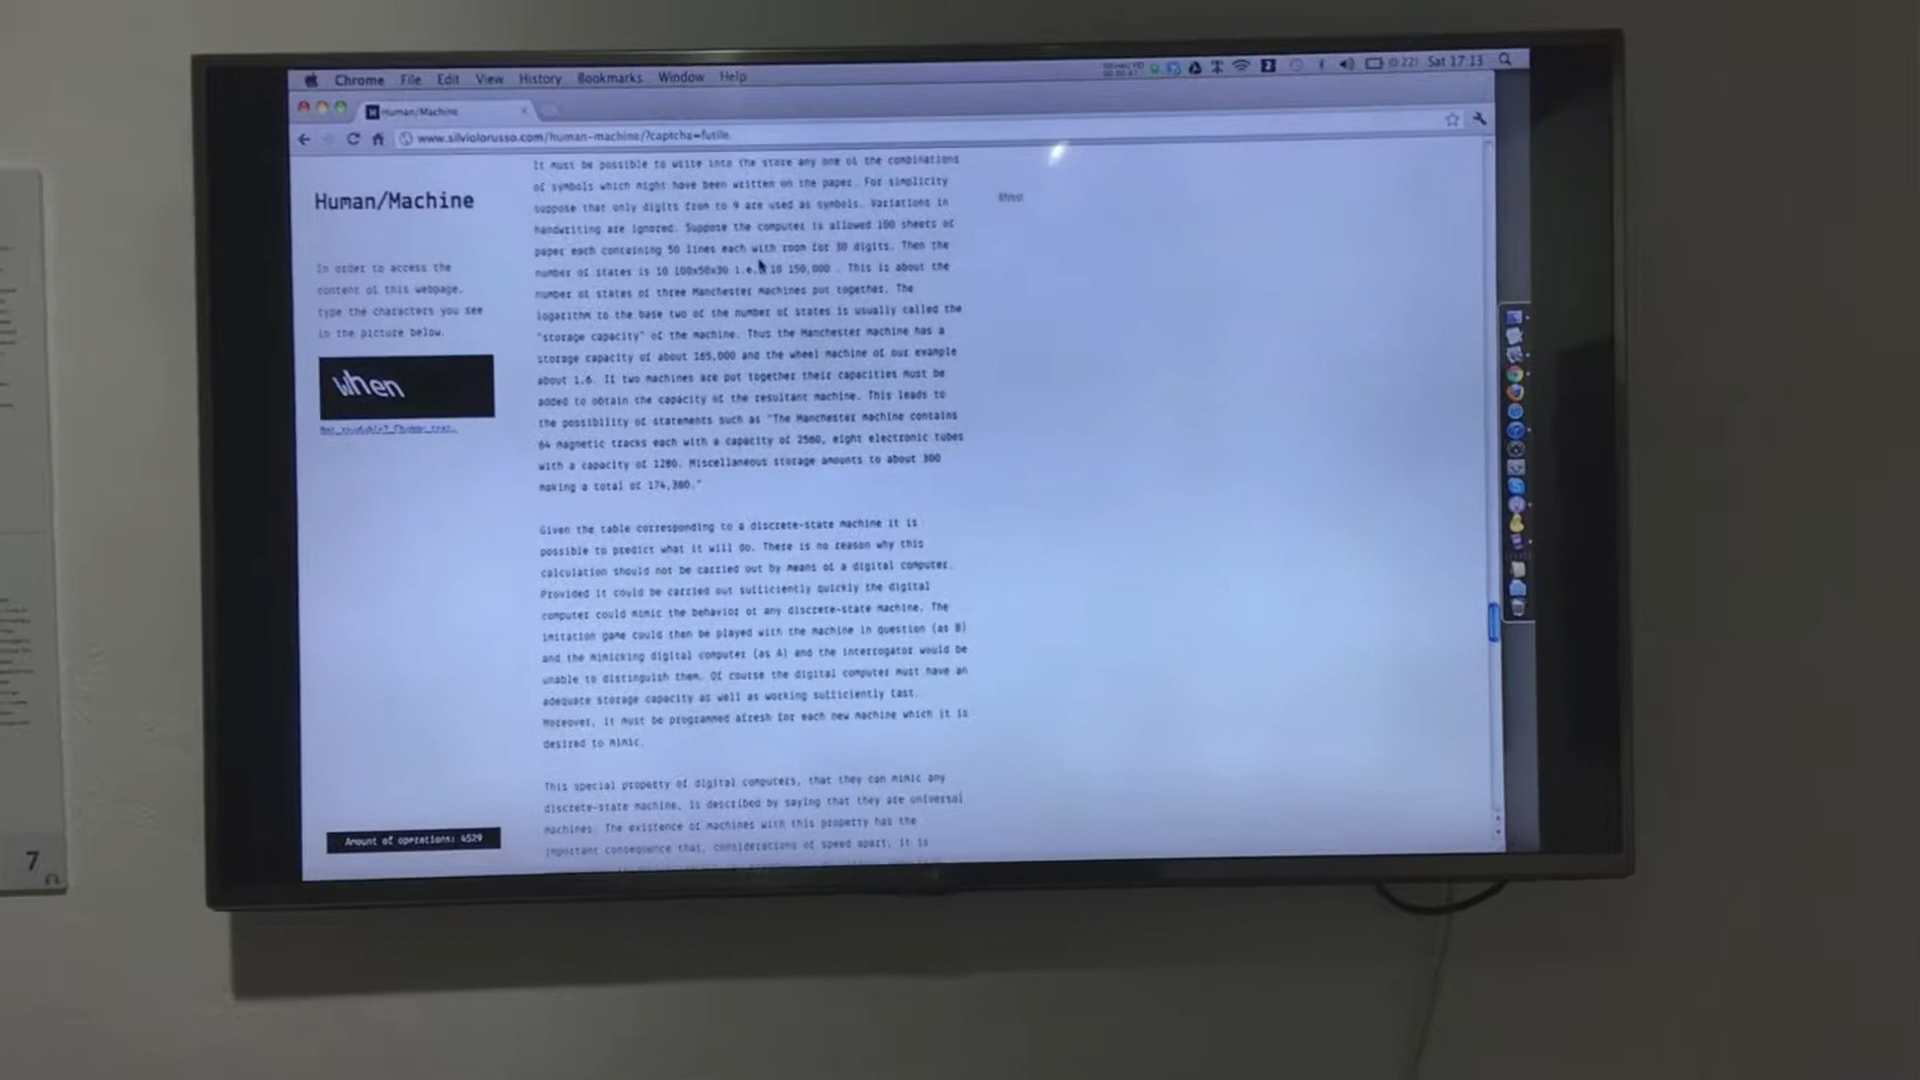 Chrome File Edit View History Bookmarks Window Help
Sat 17:13
Human/Machine
www.silviolorusso.com/human-machine/?captcha=futile
Human/Machine
In order to access the
content of this webpage,
type the characters you see
in the picture below.
when
Amount of operations: 4529
It must be possible to write into the store any one of the combinations
of symbols which might have been written on the paper. For simplicity
suppose that only digits from to 9 are used as symbols. Variations in
handwriting are ignored. Suppose the computer is allowed 100 sheets of
paper each containing 50 lines each with room for 30 digits. Then the
number of states is 10 100x50x30 i.e. 10 150,000 . This is about the
number of states of three Manchester Machines put together. The
logarithm to the base two of the number of states is usually called the
"storage capacity" of the machine. Thus the Manchester machine has a
storage capacity of about 165,000 and the wheel machine of our example
about 1.6. If two machines are put together their capacities must be
added to obtain the capacity of the resultant machine. This leads to
the possibility of statements such as "The Manchester machine contains
64 magnetic tracks each with a capacity of 2560, eight electronic tubes
with a capacity of 1280. Miscellaneous storage amounts to about 300
making a total of 174,380."
Given the table corresponding to a discrete-state machine it is
possible to predict what it will do. There is no reason why this
calculation should not be carried out by means of a digital computer.
Provided it could be carried out sufficiently quickly the digital
computer could mimic the behavior of any discrete-state machine. The
imitation game could then be played with the machine in question (as B)
and the mimicking digital computer (as A) and the interrogator would be
unable to distinguish them. Of course the digital computer must have an
adequate storage capacity as well as working sufficiently fast.
Moreover, it must be programmed afresh for each new machine which it is
desired to mimic.
This special property of digital computers, that they can mimic any
discrete-state machine, is described by saying that they are universal
machines. The existence of machines with this property has the
important consequence that, considerations of speed apart, it is
7